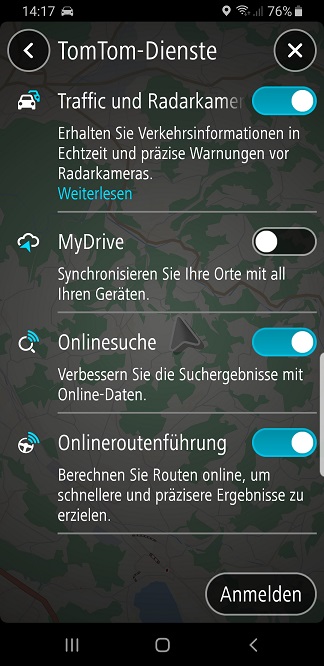 14:17 76%
TomTom-Dienste
Traffic und Radarkamer
Erhalten Sie Verkehrsinformationen in
Echtzeit und präzise Warnungen vor
Radarkameras.
Weiterlesen
MyDrive
Synchronisieren Sie Ihre Orte mit all
Ihren Geräten.
Onlinesuche
Verbessern Sie die Suchergebnisse mit
Online-Daten.
Onlineroutenführung
Berechnen Sie Routen online, um
schnellere und präzisere Ergebnisse zu
erzielen.
Anmelden